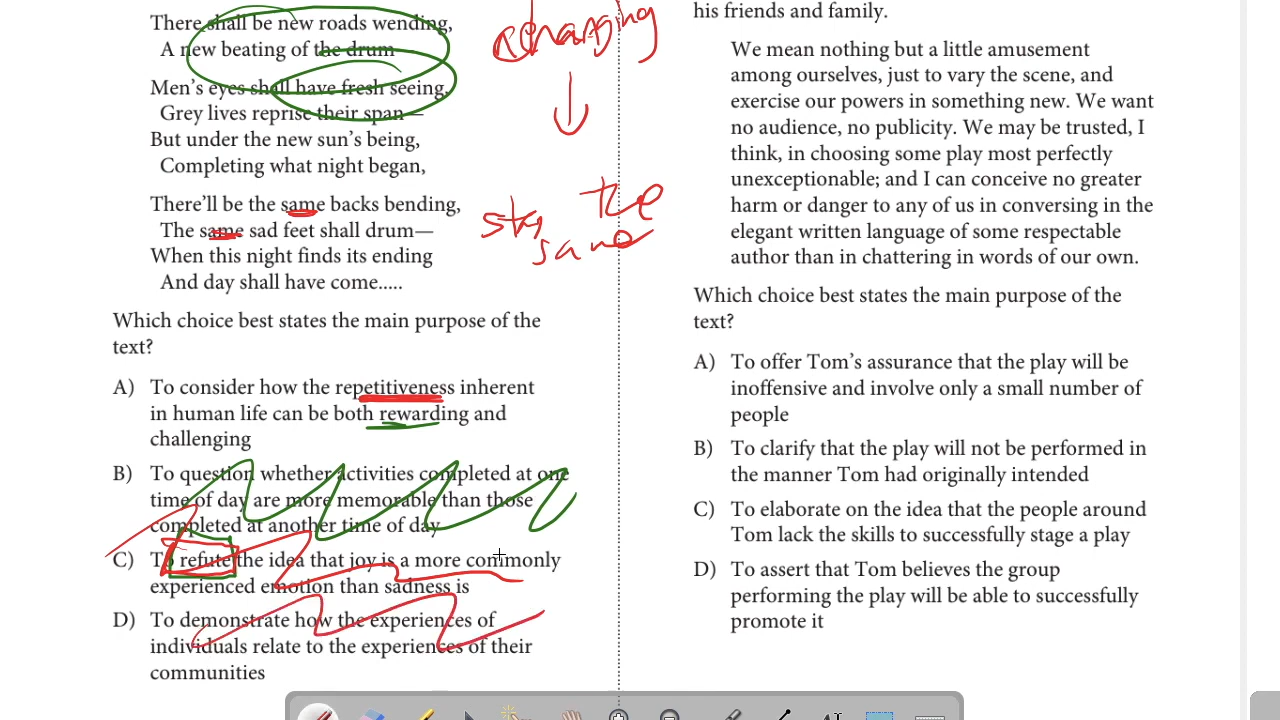 There shall be new roads wending,
A new beating of the drum
Men's eyes shall have fresh seeing,
Grey lives reprise their span—
But under the new sun's being,
Completing what night began,
There'll be the same backs bending,
The same sad feet shall drum—
When this night finds its ending
And day shall have come.....
Which choice best states the main purpose of the
text?
A) To consider how the repetitiveness inherent
in human life can be both rewarding and
challenging
B) To question whether activities completed at one
time of day are more memorable than those
completed at another time of day
C) To refute the idea that joy is a more commonly
experienced emotion than sadness is
D) To demonstrate how the experiences of
individuals relate to the experiences of their
communities
stay the
same
his friends and family.
We mean nothing but a little amusement
among ourselves, just to vary the scene, and
exercise our powers in something new. We want
no audience, no publicity. We may be trusted, I
think, in choosing some play most perfectly
unexceptionable; and I can conceive no greater
harm or danger to any of us in conversing in the
elegant written language of some respectable
author than in chattering in words of our own.
Which choice best states the main purpose of the
text?
A) To offer Tom's assurance that the play will be
inoffensive and involve only a small number of
people
B) To clarify that the play will not be performed in
the manner Tom had originally intended
C) To elaborate on the idea that the people around
Tom lack the skills to successfully stage a play
D) To assert that Tom believes the group
performing the play will be able to successfully
promote it